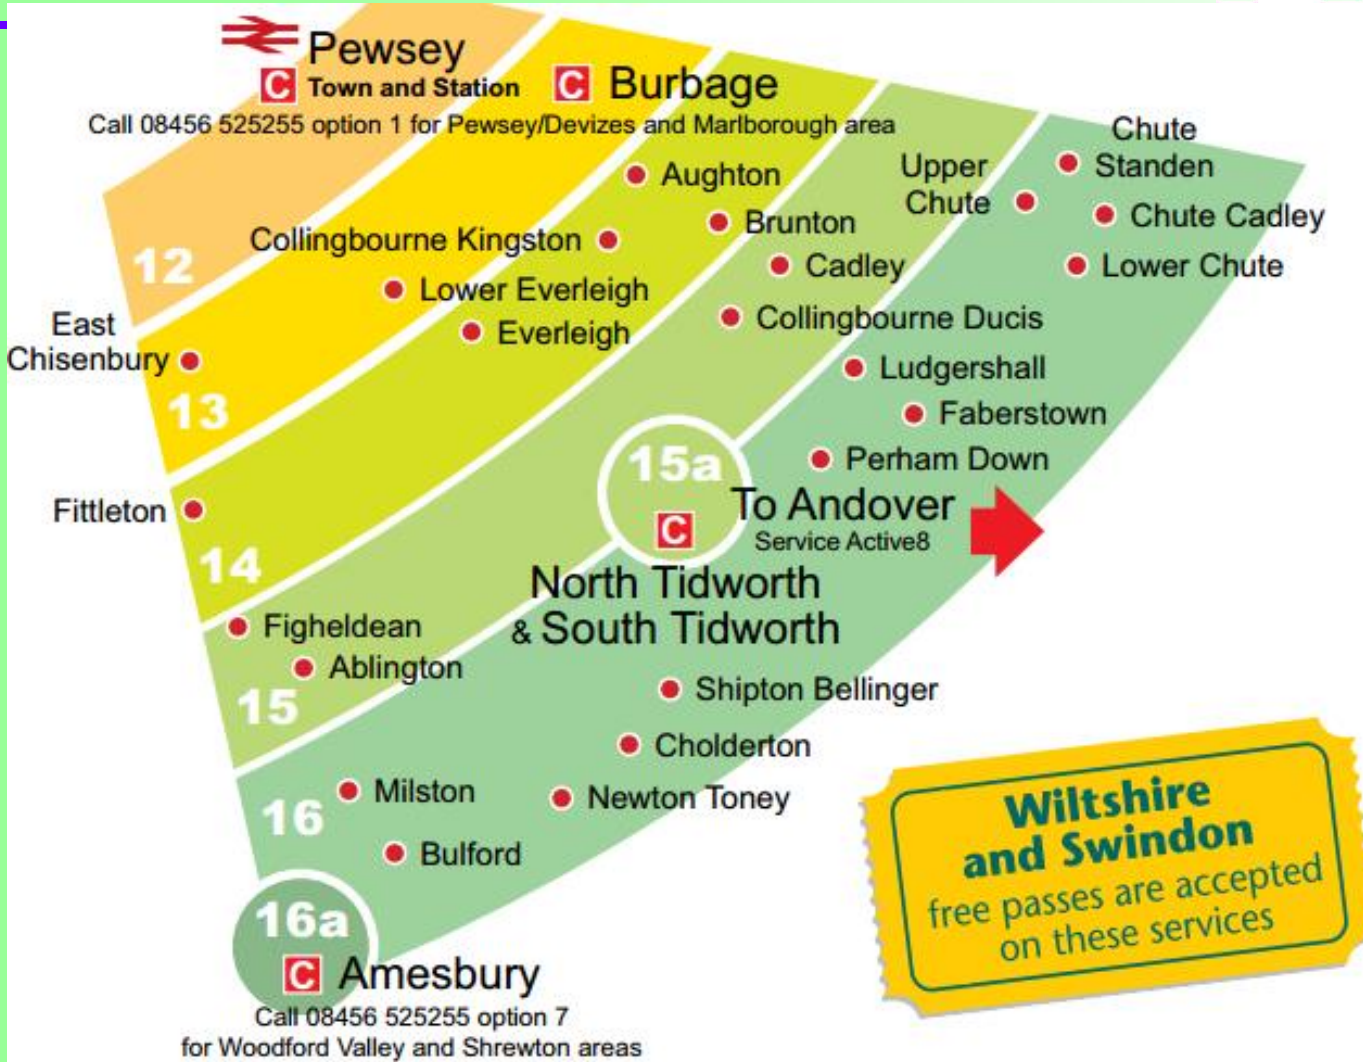 Pewsey
C Town and Station
C Burbage
Call 08456 525255 option 1 for Pewsey/Devizes and Marlborough area
Chute
Standen
Upper
Chute
Aughton
Chute Cadley
Brunton
Collingbourne Kingston
Cadley
Lower Chute
12
Lower Everleigh
Collingbourne Ducis
East
Chisenbury
Everleigh
Ludgershall
13
Faberstown
15a
Perham Down
Fittleton
To Andover
C
Service Active8
14
North Tidworth
& South Tidworth
Figheldean
Ablington
15
Shipton Bellinger
Cholderton
Milston
Newton Toney
16
Bulford
Wiltshire
and Swindon
free passes are accepted
on these services
16a
C Amesbury
Call 08456 525255 option 7
for Woodford Valley and Shrewton areas